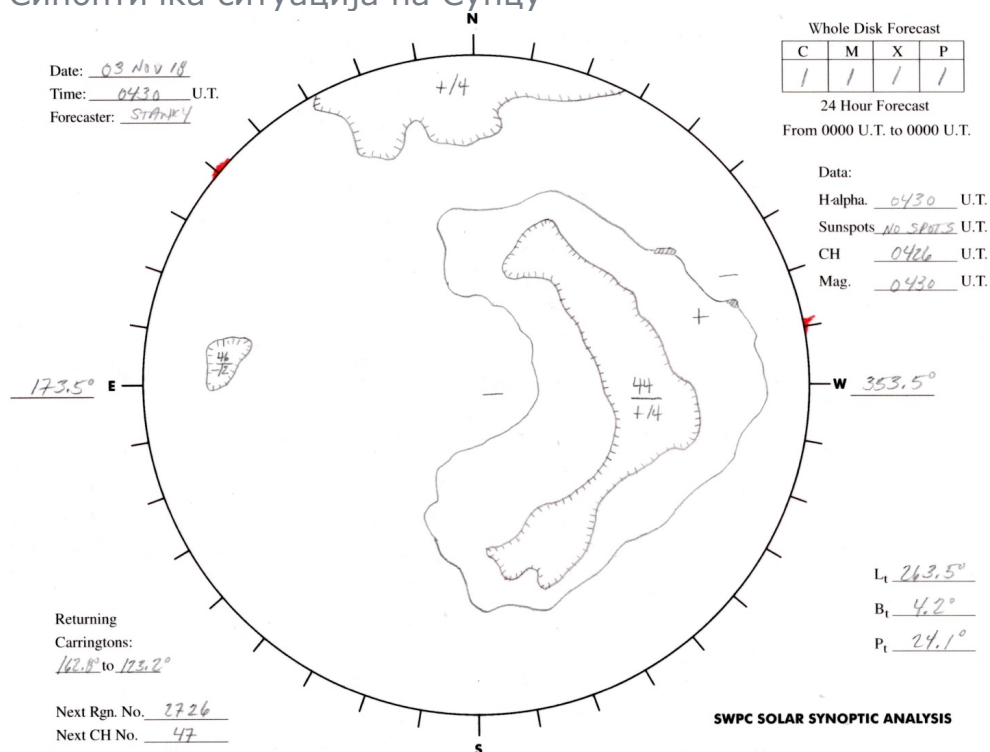 Синоптичка ситуација на Сунцу
N
Whole Disk Forecast
C M X P
1 1 1 1
24 Hour Forecast
From 0000 U.T. to 0000 U.T.
Date: 03 Nov 18
Time: 0430 U.T.
Forecaster: STANKY
Data:
H-alpha. 0430 U.T.
Sunspots NO SPOTS U.T.
CH 0426 U.T.
Mag. 0430 U.T.
+/4
−
+
46
-/2
44
+/4
−
173.5° E
W 353.5°
Lt 263.5°
Bt 4.2°
Pt 24.1°
Returning
Carringtons:
162.8° to 123.2°
Next Rgn. No. 2726
Next CH No. 47
SWPC SOLAR SYNOPTIC ANALYSIS
S